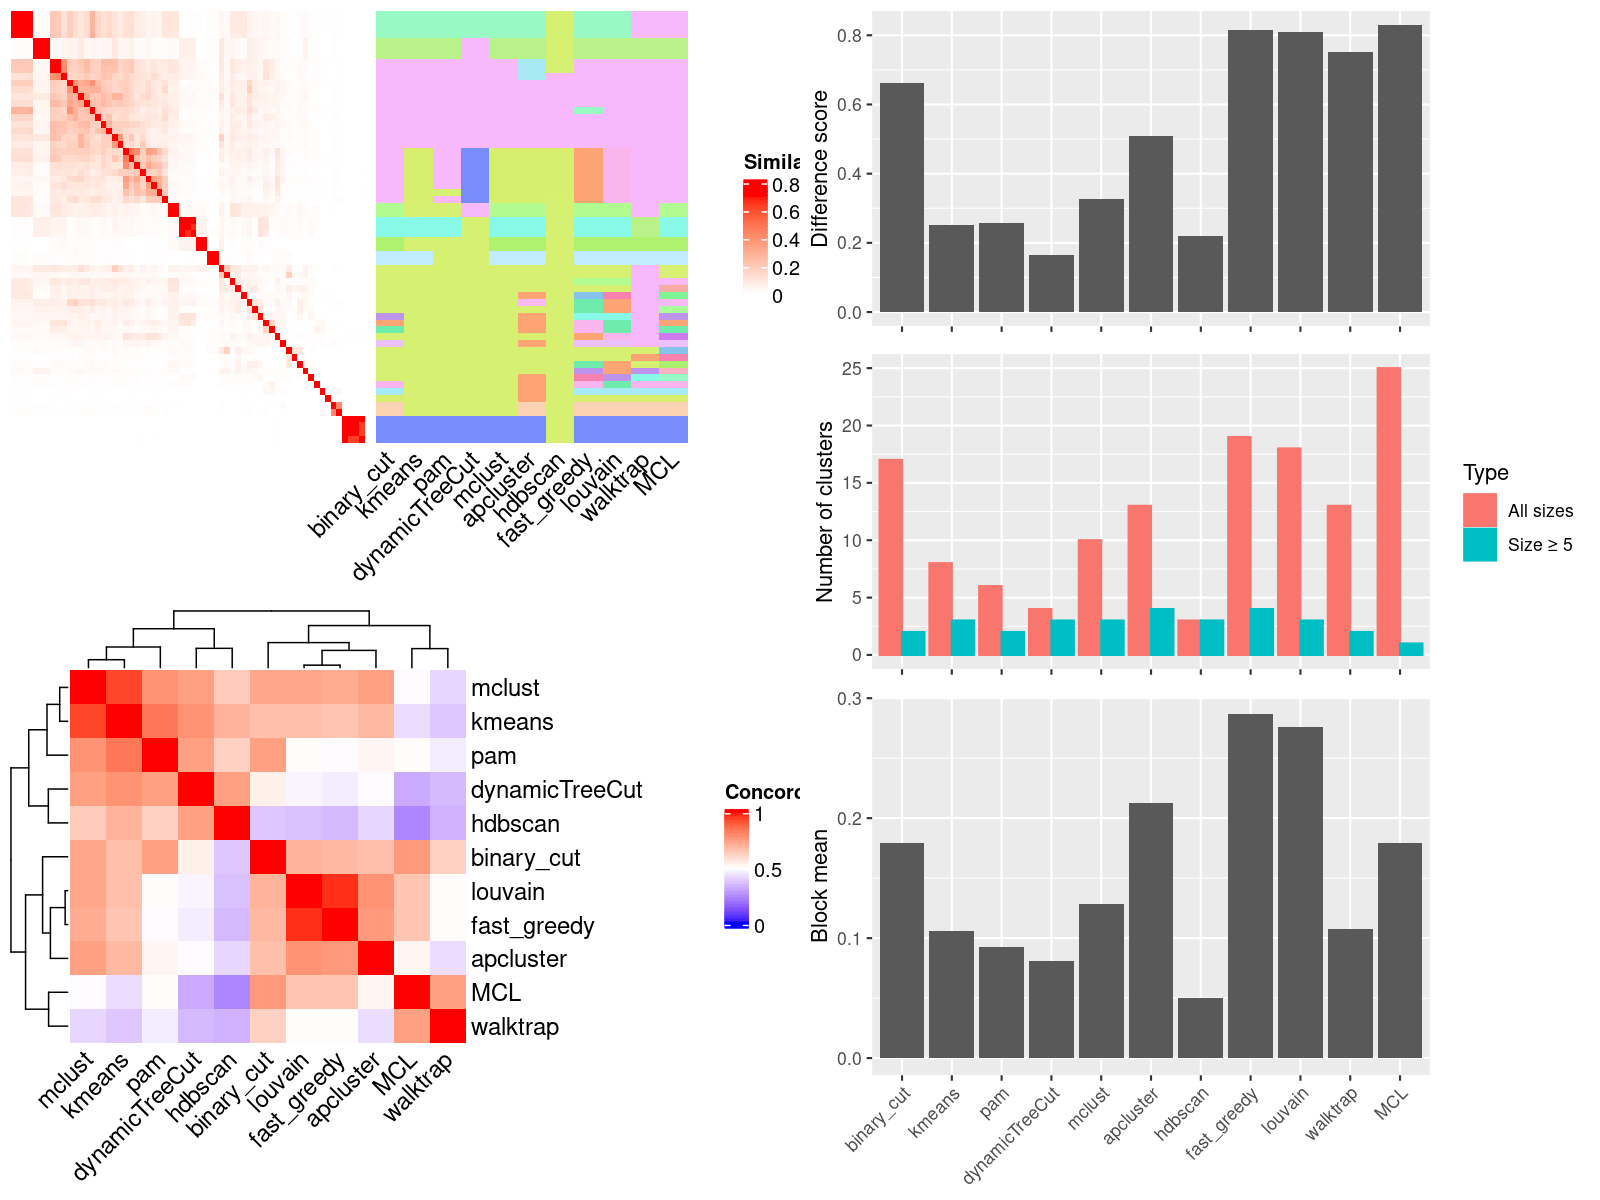 Simila
0.8
0.6
0.4
0.2
0
binary_cut
kmeans
pam
dynamicTreeCut
mclust
apcluster
hdbscan
fast_greedy
louvain
walktrap
MCL
mclust
kmeans
pam
dynamicTreeCut
hdbscan
binary_cut
louvain
fast_greedy
apcluster
MCL
walktrap
mclust
kmeans
pam
dynamicTreeCut
hdbscan
binary_cut
louvain
fast_greedy
apcluster
MCL
walktrap
Concord
1
0.5
0
Difference score
0.8
0.6
0.4
0.2
0.0
Number of clusters
25
20
15
10
5
0
Type
All sizes
Size ≥ 5
Block mean
0.3
0.2
0.1
0.0
binary_cut
kmeans
pam
dynamicTreeCut
mclust
apcluster
hdbscan
fast_greedy
louvain
walktrap
MCL